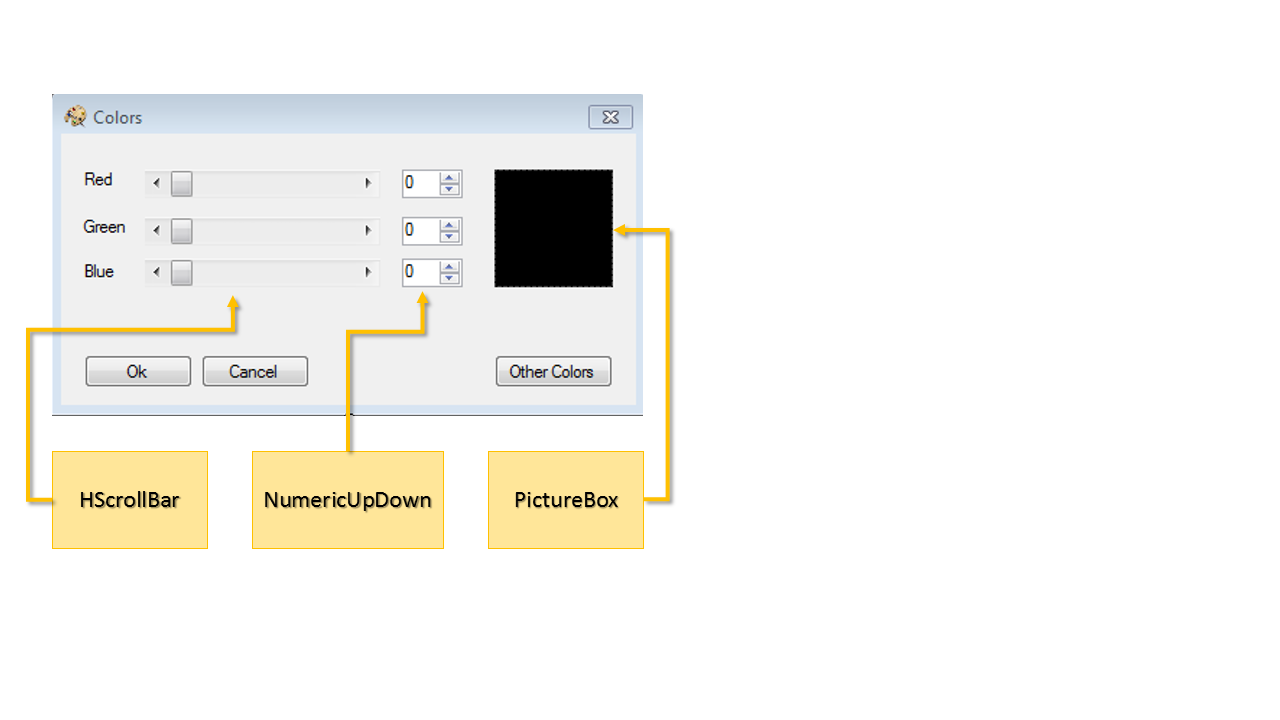 Colors
Red 0
Green 0
Blue 0
Ok Cancel Other Colors
HScrollBar NumericUpDown PictureBox